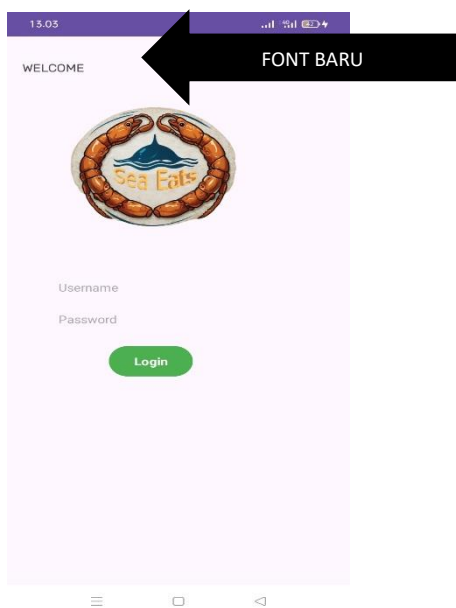 13.03
FONT BARU
WELCOME
Sea Eats
Username
Password
Login